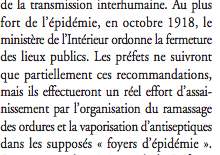 de la transmission interhumaine. Au plus
fort de l'épidémie, en octobre 1918, le
ministère de l'Intérieur ordonne la fermeture
des lieux publics. Les préfets ne suivront
que partiellement ces recommandations,
mais ils effectueront un réel effort d'assai-
nissement par l'organisation du ramassage
des ordures et la vaporisation d'antiseptiques
dans les supposés « foyers d'épidémie ».